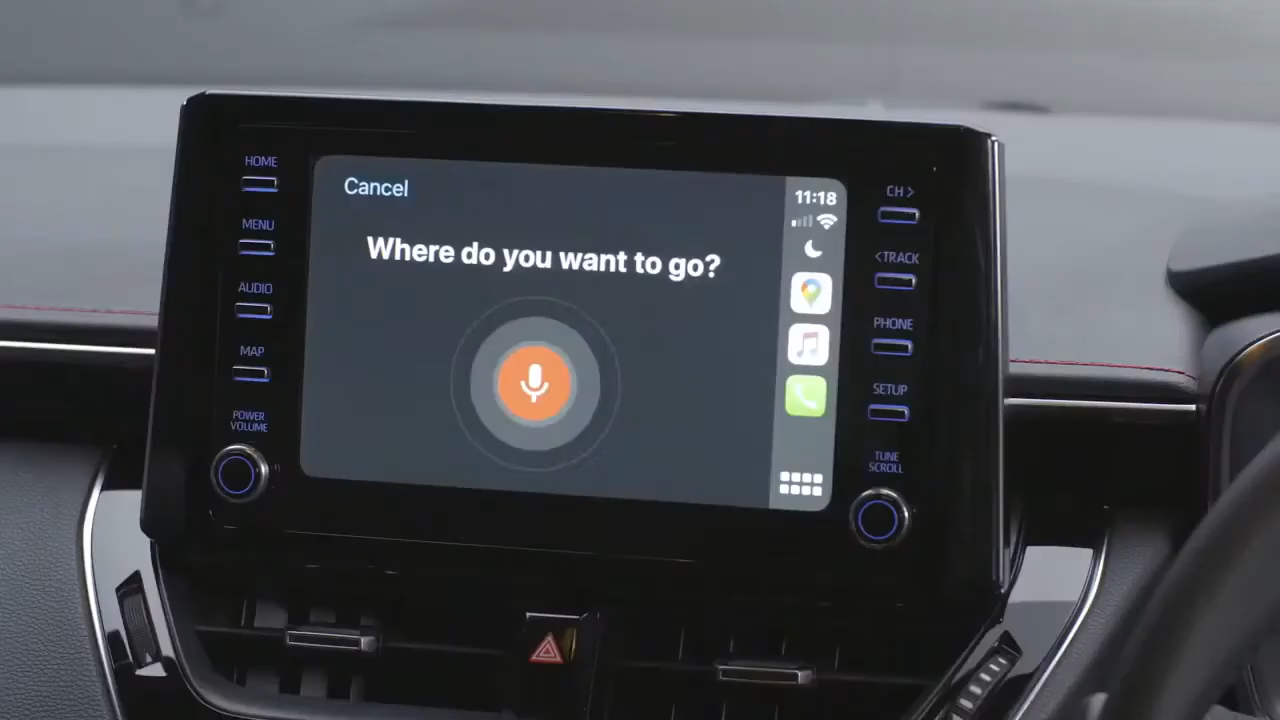 HOME
MENU
AUDIO
MAP
POWER
VOLUME
Cancel
Where do you want to go?
11:18
CH >
<TRACK
PHONE
SETUP
TUNE
SCROLL